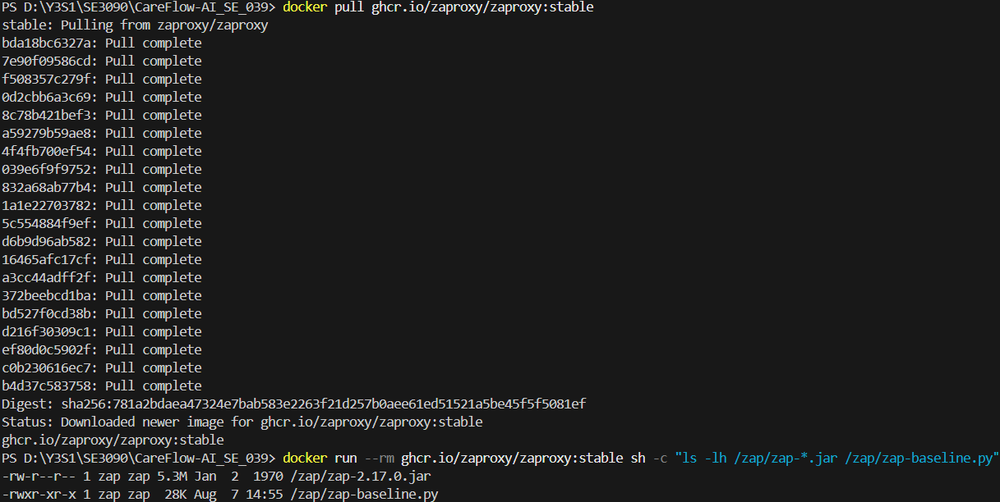 PS D:\Y3S1\SE3090\CareFlow-AI_SE_039> docker pull ghcr.io/zaproxy/zaproxy:stable
stable: Pulling from zaproxy/zaproxy
bda18bc6327a: Pull complete
7e90f09586cd: Pull complete
f508357c279f: Pull complete
0d2cbb6a3c69: Pull complete
8c78b421bef3: Pull complete
a59279b59ae8: Pull complete
4f4fb700ef54: Pull complete
039e6f9f9752: Pull complete
832a68ab77b4: Pull complete
1a1e22703782: Pull complete
5c554884f9ef: Pull complete
d6b9d96ab582: Pull complete
16465afc17cf: Pull complete
a3cc44adff2f: Pull complete
372beebcd1ba: Pull complete
bd527f0cd38b: Pull complete
d216f30309c1: Pull complete
ef80d0c5902f: Pull complete
c0b230616ec7: Pull complete
b4d37c583758: Pull complete
Digest: sha256:781a2bdaea47324e7bab583e2263f21d257b0aee61ed51521a5be45f5f5081ef
Status: Downloaded newer image for ghcr.io/zaproxy/zaproxy:stable
ghcr.io/zaproxy/zaproxy:stable
PS D:\Y3S1\SE3090\CareFlow-AI_SE_039> docker run --rm ghcr.io/zaproxy/zaproxy:stable sh -c "ls -lh /zap/zap-*.jar /zap/zap-baseline.py"
-rw-r--r-- 1 zap zap 5.3M Jan  2  1970 /zap/zap-2.17.0.jar
-rwxr-xr-x 1 zap zap  28K Aug  7 14:55 /zap/zap-baseline.py